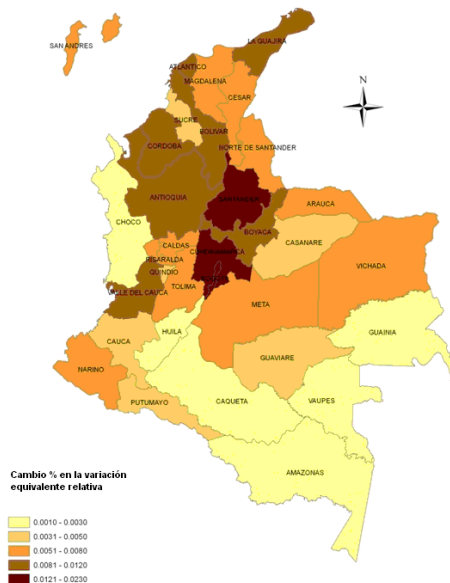 SAN ANDRES
LA GUAJIRA
ATLANTICO
MAGDALENA
N
CESAR
SUCRE
BOLIVAR
CORDOBA
NORTE DE SANTANDER
ANTIOQUIA
SANTANDER
ARAUCA
CHOCO
BOYACA
CALDAS
CUNDINAMARCA
CASANARE
RISARALDA
VICHADA
QUINDIO
TOLIMA
VALLE DEL CAUCA
META
HUILA
GUAINIA
CAUCA
GUAVIARE
NARINO
CAQUETA
VAUPES
PUTUMAYO
AMAZONAS
Cambio % en la variación
equivalente relativa
0.0010 - 0.0030
0.0031 - 0.0050
0.0051 - 0.0080
0.0081 - 0.0120
0.0121 - 0.0230